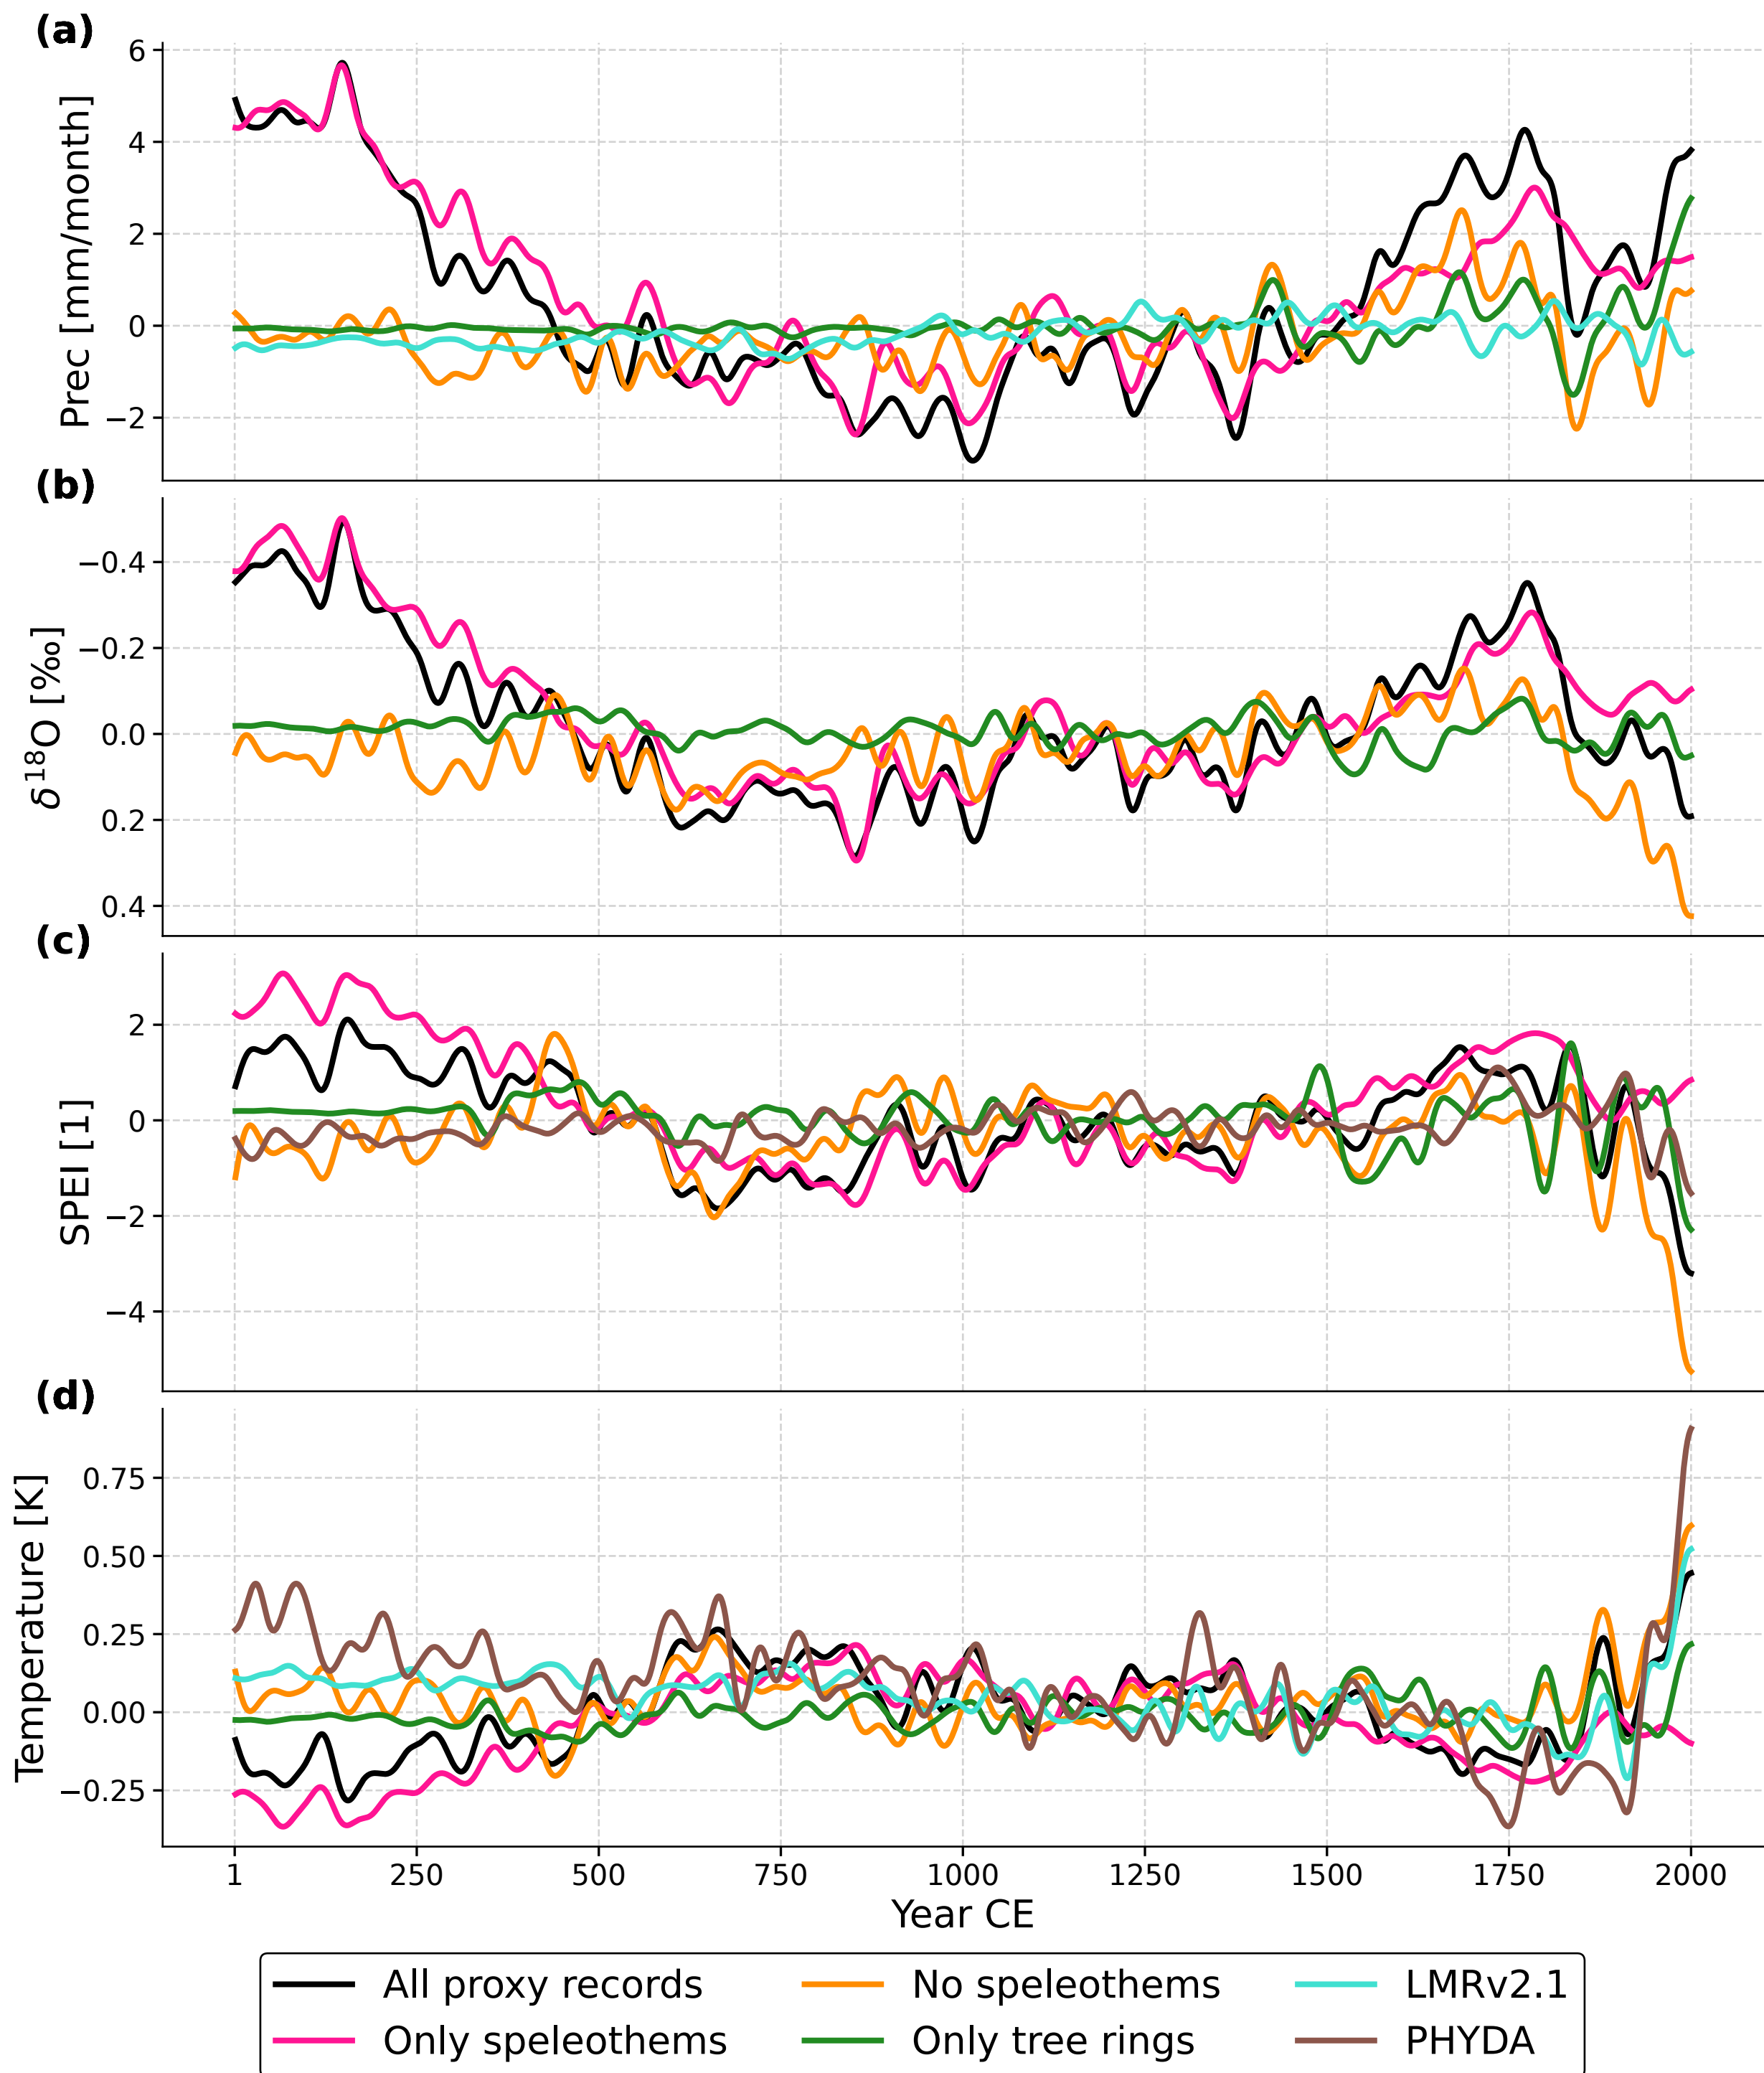 (a)
6
4
2
0
−2
Prec [mm/month]
(b)
−0.4
−0.2
0.0
0.2
0.4
δ¹⁸O [‰]
(c)
2
0
−2
−4
SPEI [1]
(d)
0.75
0.50
0.25
0.00
−0.25
Temperature [K]
1 250 500 750 1000 1250 1500 1750 2000
Year CE
All proxy records No speleothems LMRv2.1
Only speleothems Only tree rings PHYDA